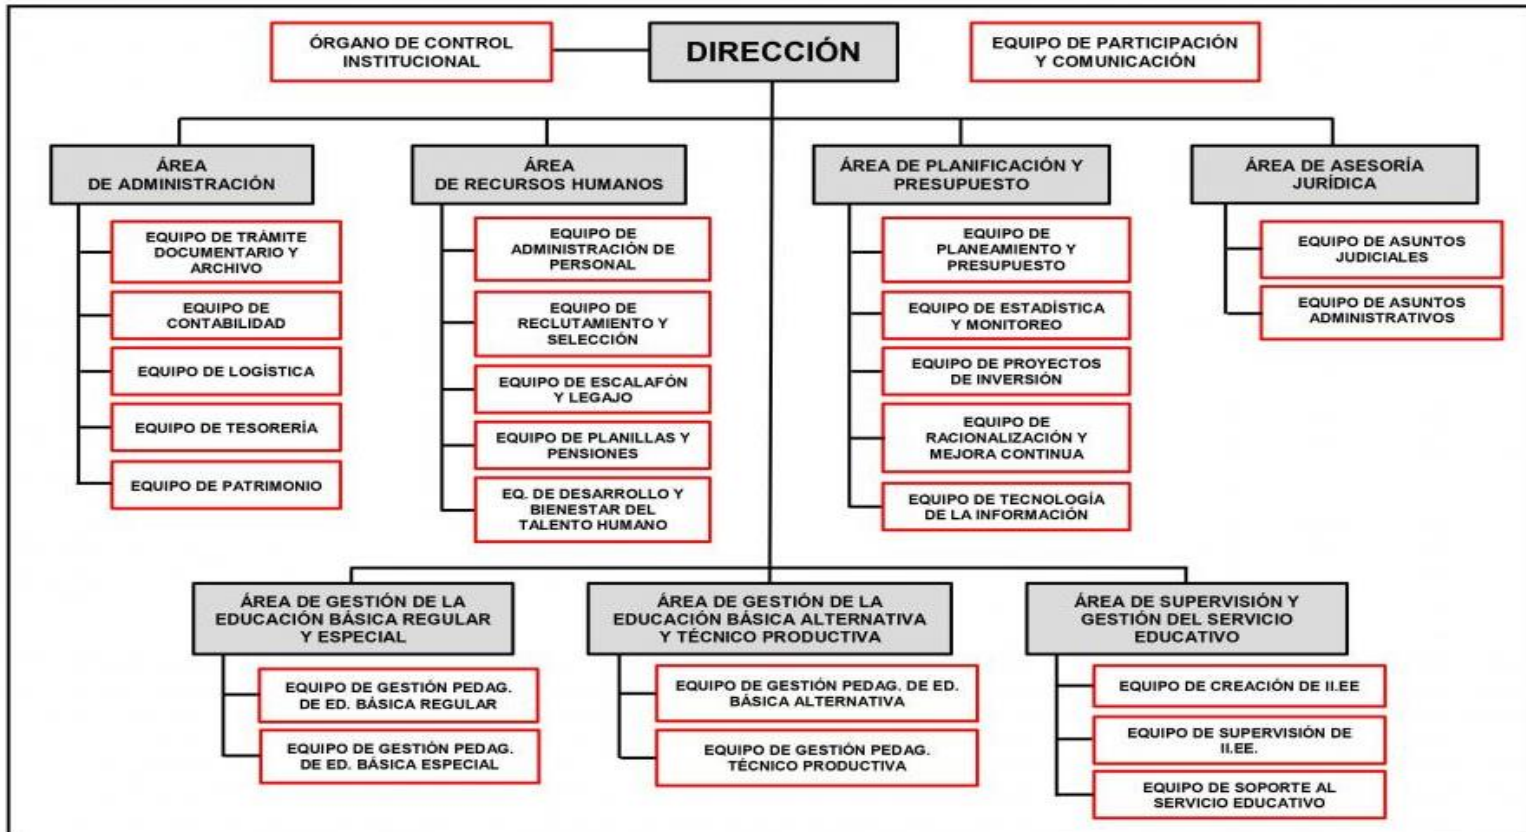 ÓRGANO DE CONTROL
INSTITUCIONAL
DIRECCIÓN
EQUIPO DE PARTICIPACIÓN
Y COMUNICACIÓN
ÁREA
DE ADMINISTRACIÓN
EQUIPO DE TRÁMITE
DOCUMENTARIO Y
ARCHIVO
EQUIPO DE
CONTABILIDAD
EQUIPO DE LOGÍSTICA
EQUIPO DE TESORERÍA
EQUIPO DE PATRIMONIO
ÁREA
DE RECURSOS HUMANOS
EQUIPO DE
ADMINISTRACIÓN DE
PERSONAL
EQUIPO DE
RECLUTAMIENTO Y
SELECCIÓN
EQUIPO DE ESCALAFÓN
Y LEGAJO
EQUIPO DE PLANILLAS Y
PENSIONES
EQ. DE DESARROLLO Y
BIENESTAR DEL
TALENTO HUMANO
ÁREA DE PLANIFICACIÓN Y
PRESUPUESTO
EQUIPO DE
PLANEAMIENTO Y
PRESUPUESTO
EQUIPO DE ESTADÍSTICA
Y MONITOREO
EQUIPO DE PROYECTOS
DE INVERSIÓN
EQUIPO DE
RACIONALIZACIÓN Y
MEJORA CONTINUA
EQUIPO DE TECNOLOGÍA
DE LA INFORMACIÓN
ÁREA DE ASESORÍA
JURÍDICA
EQUIPO DE ASUNTOS
JUDICIALES
EQUIPO DE ASUNTOS
ADMINISTRATIVOS
ÁREA DE GESTIÓN DE LA
EDUCACIÓN BÁSICA REGULAR
Y ESPECIAL
EQUIPO DE GESTIÓN PEDAG.
DE ED. BÁSICA REGULAR
EQUIPO DE GESTIÓN PEDAG.
DE ED. BÁSICA ESPECIAL
ÁREA DE GESTIÓN DE LA
EDUCACIÓN BÁSICA ALTERNATIVA
Y TÉCNICO PRODUCTIVA
EQUIPO DE GESTIÓN PEDAG. DE ED.
BÁSICA ALTERNATIVA
EQUIPO DE GESTIÓN PEDAG.
TÉCNICO PRODUCTIVA
ÁREA DE SUPERVISIÓN Y
GESTIÓN DEL SERVICIO
EDUCATIVO
EQUIPO DE CREACIÓN DE II.EE
EQUIPO DE SUPERVISIÓN DE
II.EE.
EQUIPO DE SOPORTE AL
SERVICIO EDUCATIVO